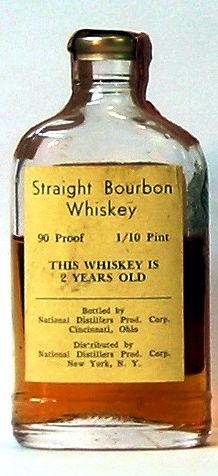 Straight Bourbon
Whiskey
90 Proof 1/10 Pint
THIS WHISKEY IS
2 YEARS OLD
Bottled by
National Distillers Prod. Corp.
Cincinnati, Ohio
Distributed by
National Distillers Prod. Corp.
New York, N. Y.